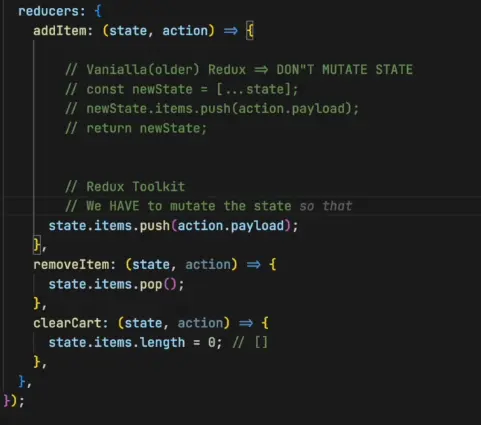 reducers: {
addItem: (state, action) => {
// Vanialla(older) Redux => DON"T MUTATE STATE
// const newState = [...state];
// newState.items.push(action.payload);
// return newState;
// Redux Toolkit
// We HAVE to mutate the state so that
state.items.push(action.payload);
},
removeItem: (state, action) => {
state.items.pop();
},
clearCart: (state, action) => {
state.items.length = 0; // []
},
},
});